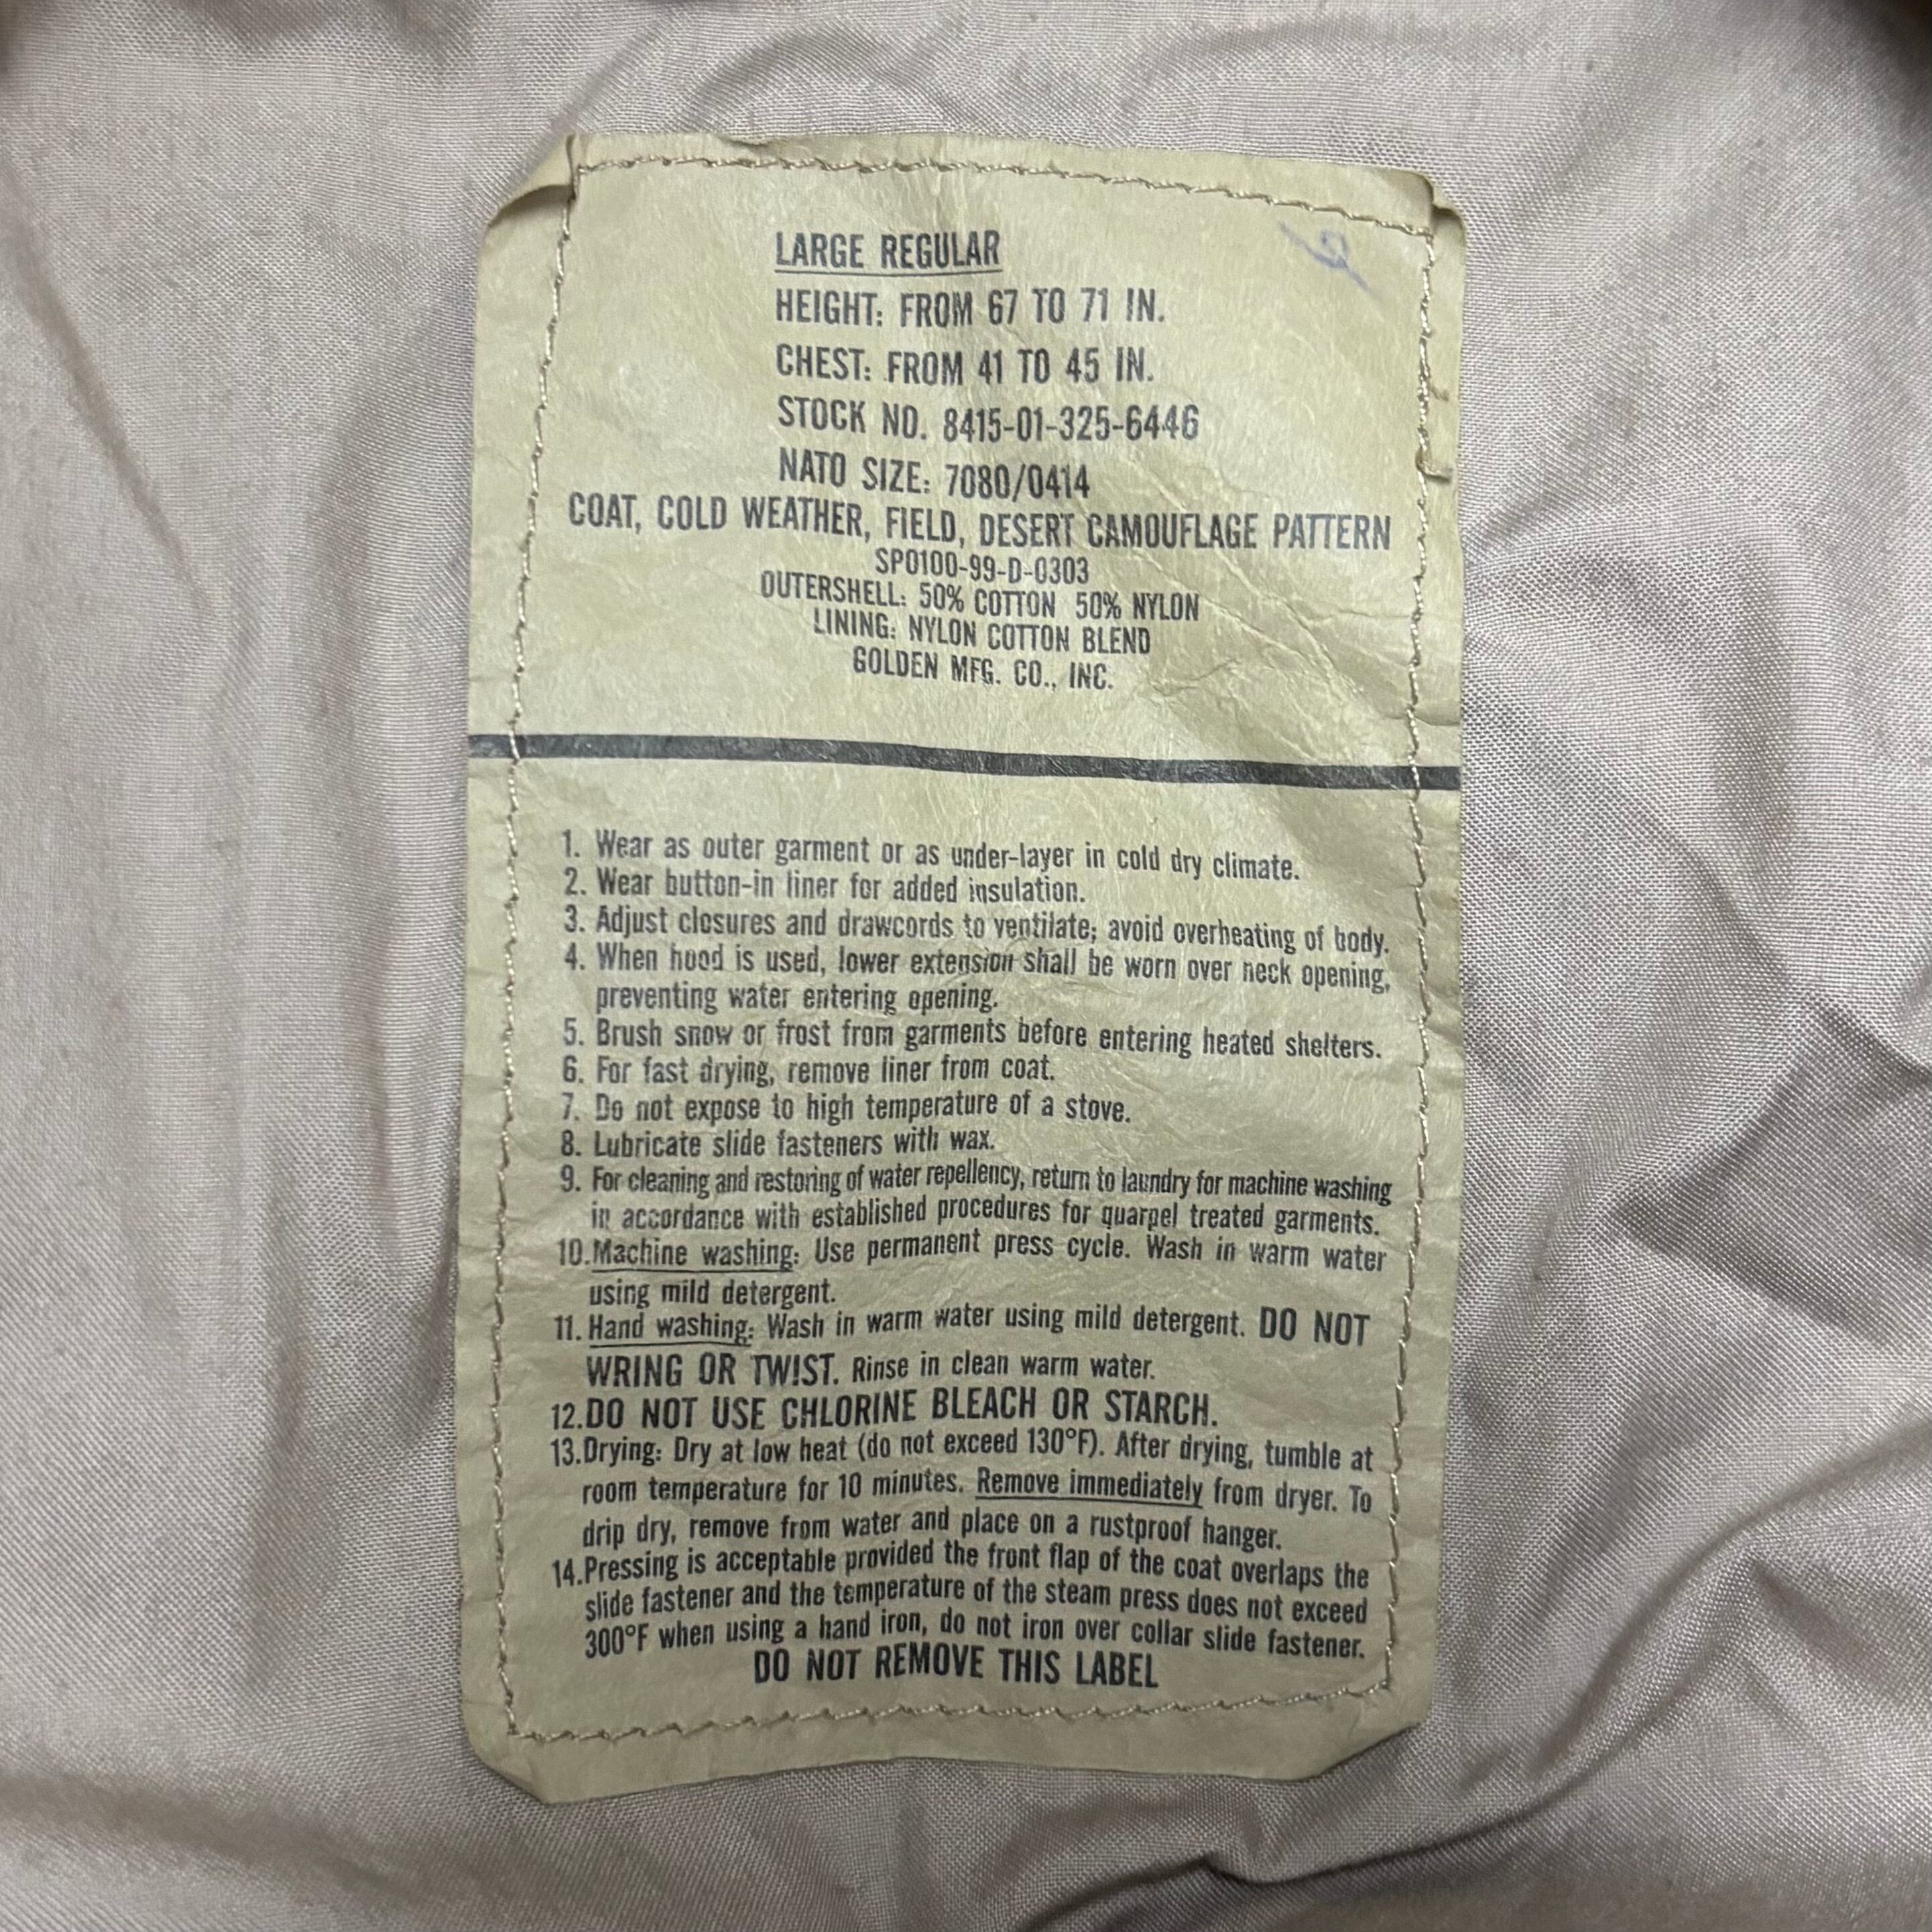 LARGE REGULAR
HEIGHT: FROM 67 TO 71 IN.
CHEST: FROM 41 TO 45 IN.
STOCK NO. 8415-01-325-6446
NATO SIZE: 7080/0414
COAT, COLD WEATHER, FIELD, DESERT CAMOUFLAGE PATTERN
SP0100-99-D-0303
OUTERSHELL: 50% COTTON 50% NYLON
LINING: NYLON COTTON BLEND
GOLDEN MFG. CO., INC.
1. Wear as outer garment or as under-layer in cold dry climate.
2. Wear button-in liner for added insulation.
3. Adjust closures and drawcords to ventilate; avoid overheating of body.
4. When hood is used, lower extension shall be worn over neck opening,
preventing water entering opening.
5. Brush snow or frost from garments before entering heated shelters.
6. For fast drying, remove liner from coat.
7. Do not expose to high temperature of a stove.
8. Lubricate slide fasteners with wax.
9. For cleaning and restoring of water repellency, return to laundry for machine washing
in accordance with established procedures for quarpel treated garments.
10. Machine washing: Use permanent press cycle. Wash in warm water
using mild detergent.
11. Hand washing: Wash in warm water using mild detergent. DO NOT
WRING OR TWIST. Rinse in clean warm water.
12. DO NOT USE CHLORINE BLEACH OR STARCH.
13. Drying: Dry at low heat (do not exceed 130°F). After drying, tumble at
room temperature for 10 minutes. Remove immediately from dryer. To
drip dry, remove from water and place on a rustproof hanger.
14. Pressing is acceptable provided the front flap of the coat overlaps the
slide fastener and the temperature of the steam press does not exceed
300°F when using a hand iron, do not iron over collar slide fastener.
DO NOT REMOVE THIS LABEL